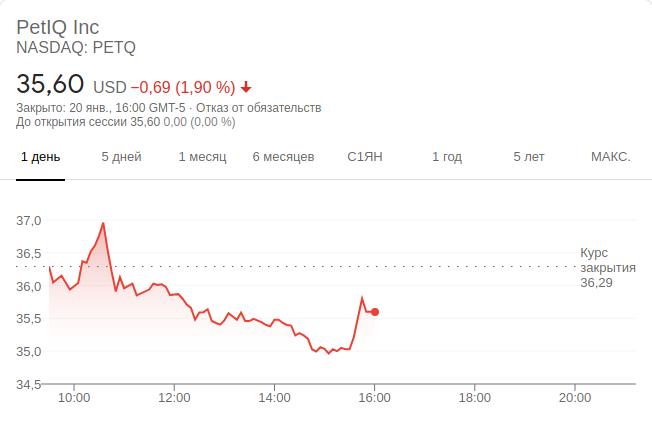 PetIQ Inc
NASDAQ: PETQ
35,60 USD −0,69 (1,90 %)
Закрыто: 20 янв., 16:00 GMT-5 · Отказ от обязательств
До открытия сессии 35,60 0,00 (0,00 %)
1 день 5 дней 1 месяц 6 месяцев С1ЯН 1 год 5 лет МАКС.
37,0
36,5
36,0
35,5
35,0
34,5
Курс
закрытия
36,29
10:00 12:00 14:00 16:00 18:00 20:00